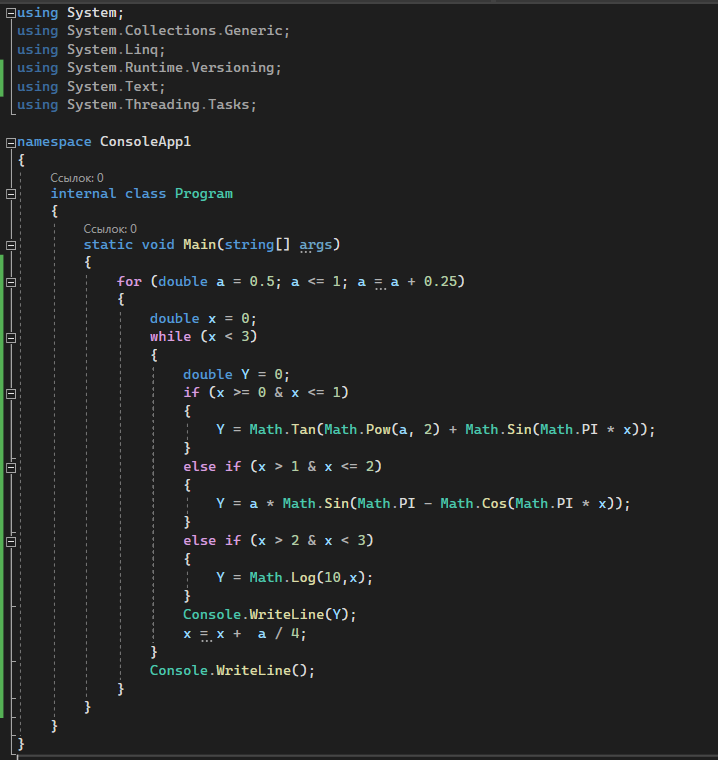 using System;
using System.Collections.Generic;
using System.Linq;
using System.Runtime.Versioning;
using System.Text;
using System.Threading.Tasks;

namespace ConsoleApp1
{
    Ссылок: 0
    internal class Program
    {
        Ссылок: 0
        static void Main(string[] args)
        {
            for (double a = 0.5; a <= 1; a = a + 0.25)
            {
                double x = 0;
                while (x < 3)
                {
                    double Y = 0;
                    if (x >= 0 & x <= 1)
                    {
                        Y = Math.Tan(Math.Pow(a, 2) + Math.Sin(Math.PI * x));
                    }
                    else if (x > 1 & x <= 2)
                    {
                        Y = a * Math.Sin(Math.PI - Math.Cos(Math.PI * x));
                    }
                    else if (x > 2 & x < 3)
                    {
                        Y = Math.Log(10,x);
                    }
                    Console.WriteLine(Y);
                    x = x +  a / 4;
                }
                Console.WriteLine();
            }
        }
    }
}